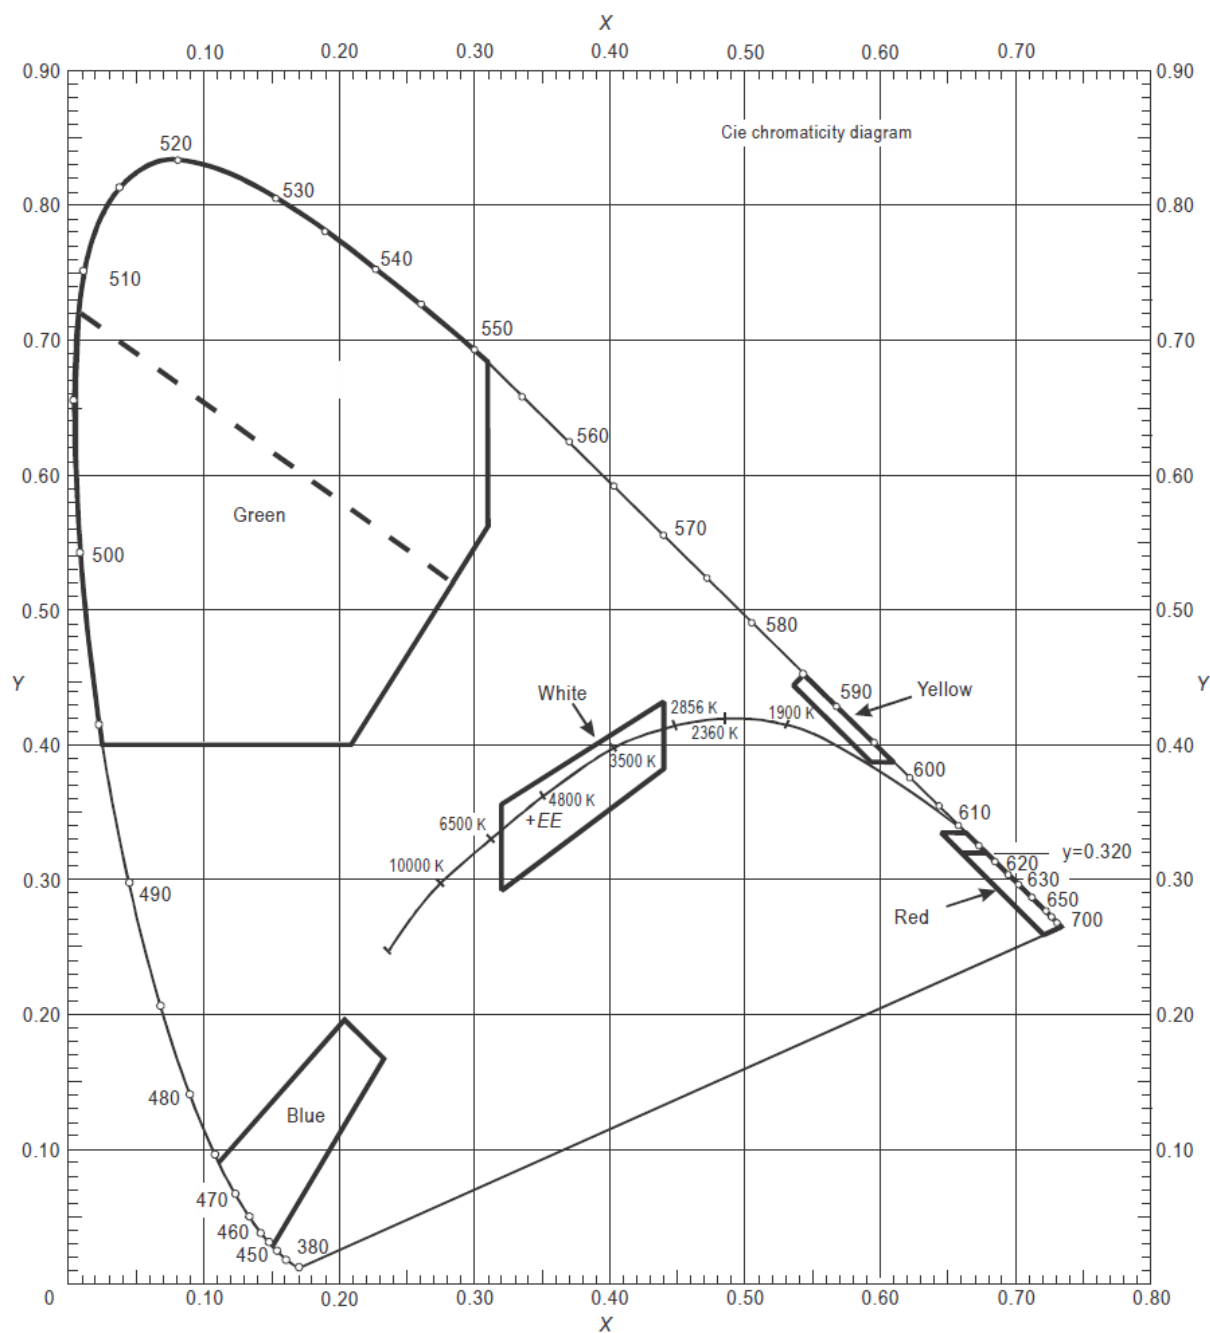 X
0.10 0.20 0.30 0.40 0.50 0.60 0.70
0.90 0.90
Cie chromaticity diagram
520
530
0.80 0.80
540
510
550
0.70 0.70
560
0.60 0.60
570
Green
500
0.50 0.50
580
Y Y
White
590 Yellow
2856 K
1900 K
2360 K
0.40 0.40
3500 K
600
4800 K
610
+EE
6500 K
y=0.320
620
10000 K
0.30 0.30
630
490
650
Red
700
0.20 0.20
480
Blue
0.10 0.10
470
460
450 380
0 0.10 0.20 0.30 0.40 0.50 0.60 0.70 0.80
X